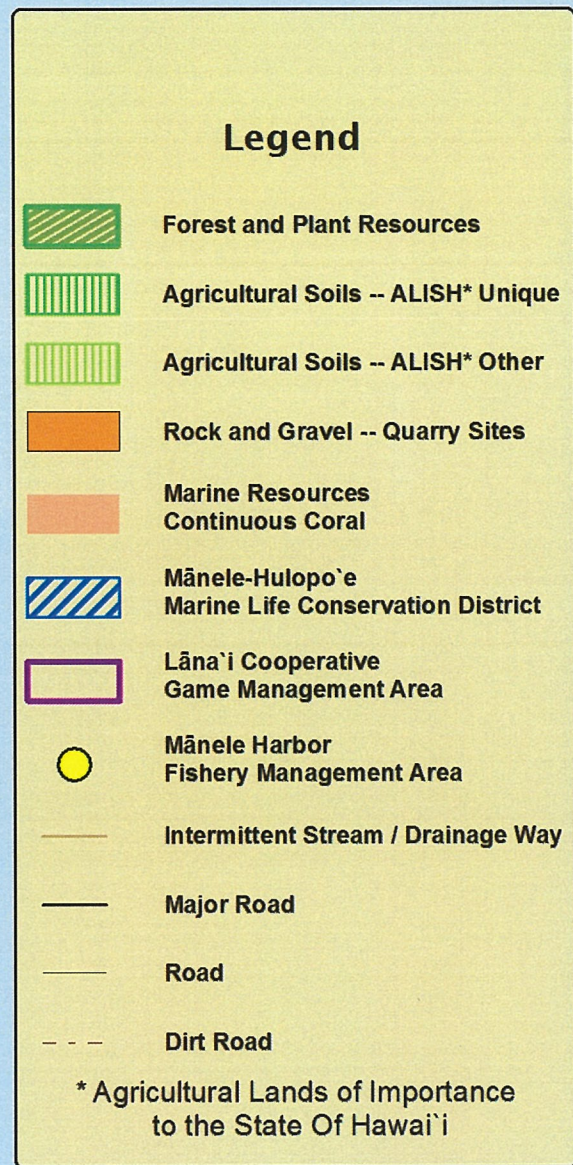 Legend
Forest and Plant Resources
Agricultural Soils -- ALISH* Unique
Agricultural Soils -- ALISH* Other
Rock and Gravel -- Quarry Sites
Marine Resources
Continuous Coral
Mānele-Hulopo`e
Marine Life Conservation District
Lāna`i Cooperative
Game Management Area
Mānele Harbor
Fishery Management Area
Intermittent Stream / Drainage Way
Major Road
Road
Dirt Road
* Agricultural Lands of Importance
to the State Of Hawai`i